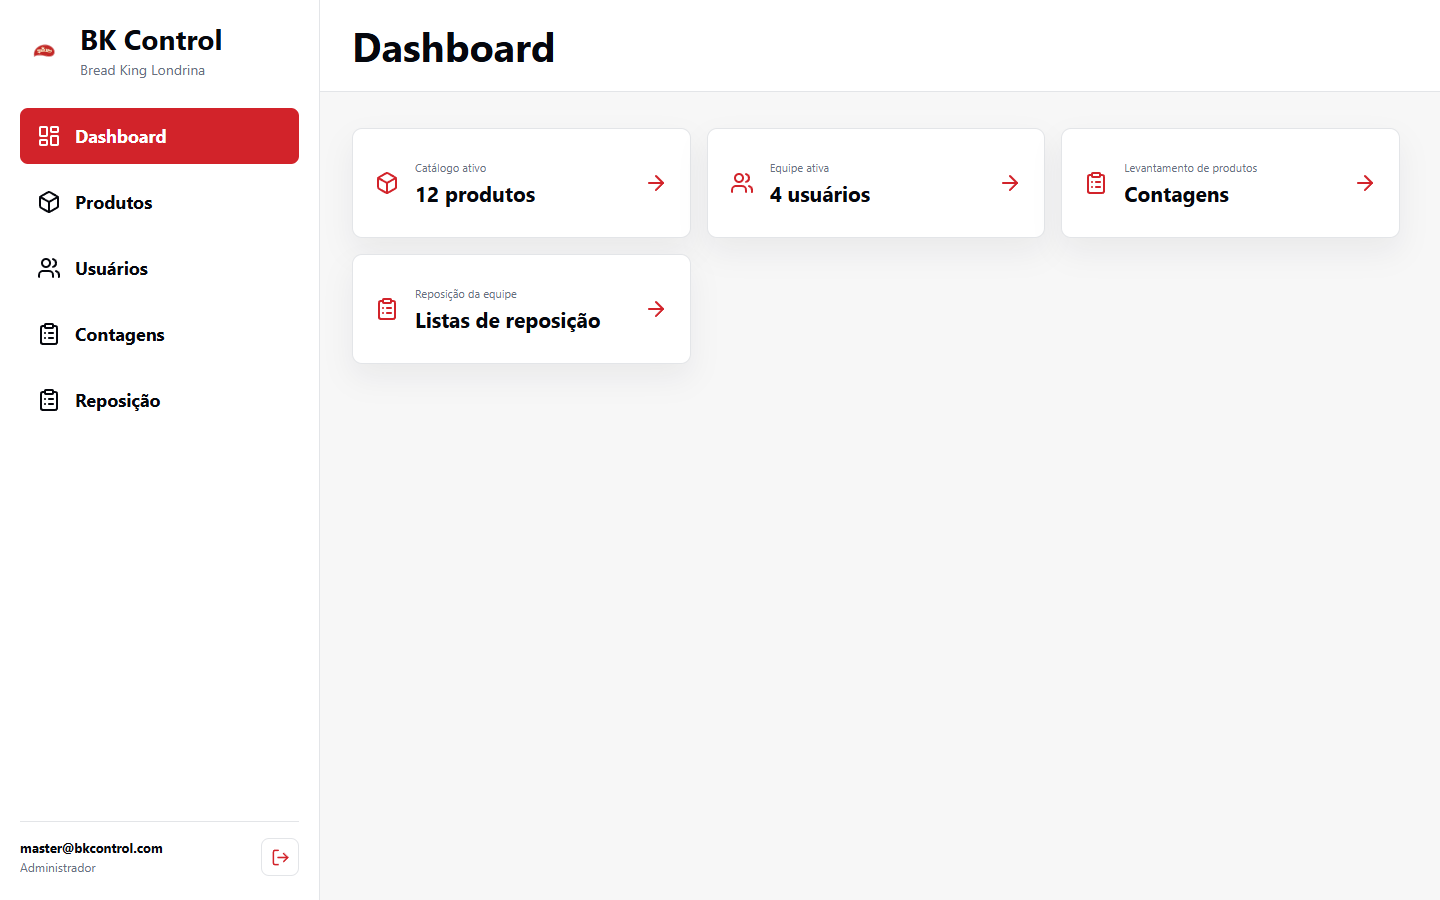 BK Control
Bread King Londrina
Dashboard
Produtos
Usuários
Contagens
Reposição
master@bkcontrol.com
Administrador
Dashboard
Catálogo ativo
12 produtos
Equipe ativa
4 usuários
Levantamento de produtos
Contagens
Reposição da equipe
Listas de reposição